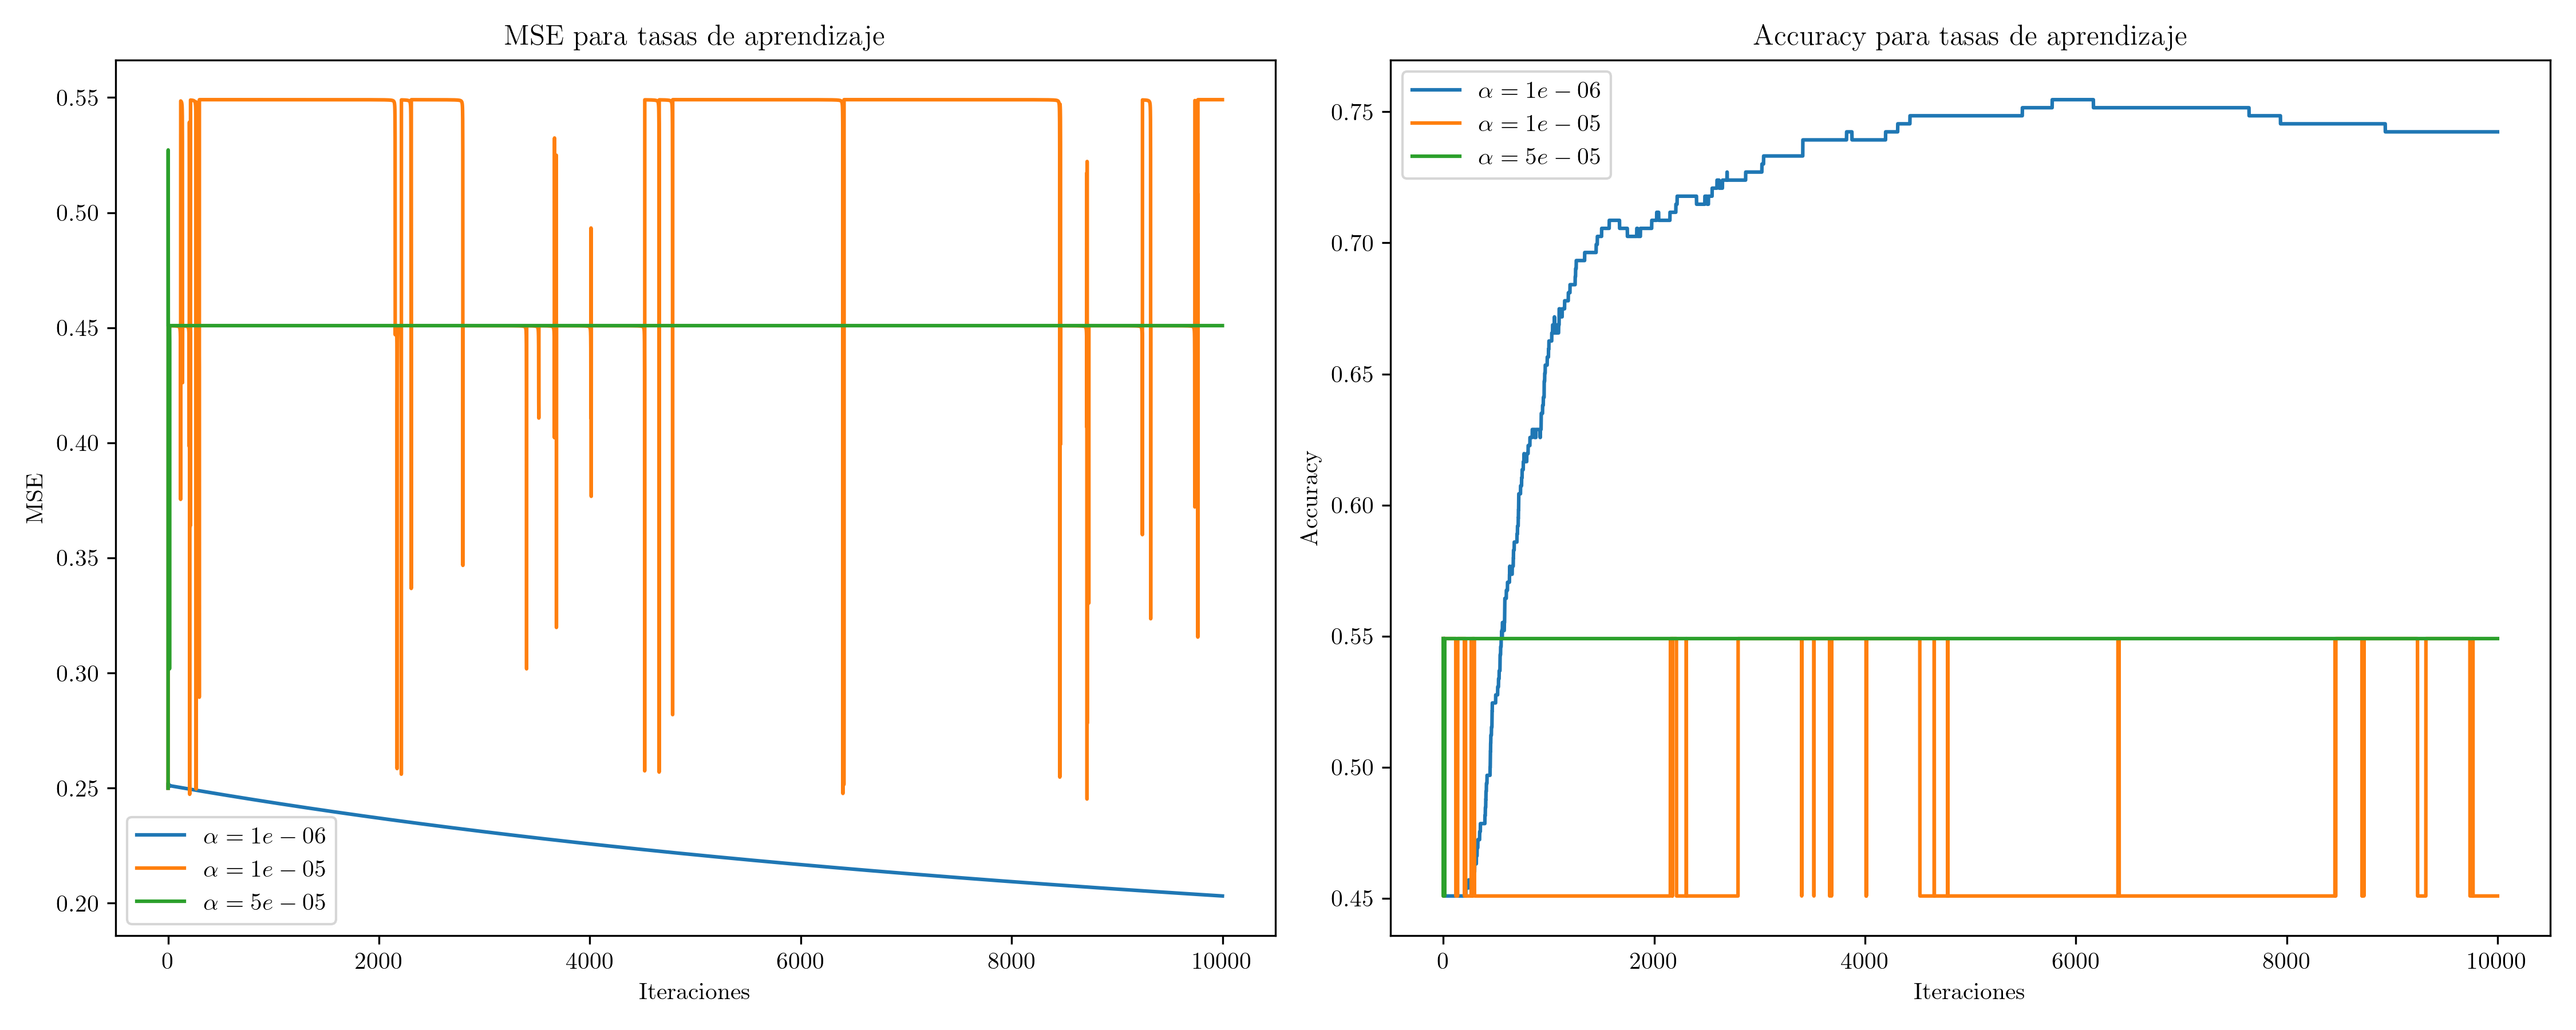 MSE para tasas de aprendizaje
0.55
0.50
0.45
0.40
0.35
0.30
0.25
0.20
MSE
α = 1e − 06
α = 1e − 05
α = 5e − 05
0 2000 4000 6000 8000 10000
Iteraciones
Accuracy para tasas de aprendizaje
α = 1e − 06
α = 1e − 05
α = 5e − 05
0.75
0.70
0.65
0.60
0.55
0.50
0.45
Accuracy
0 2000 4000 6000 8000 10000
Iteraciones